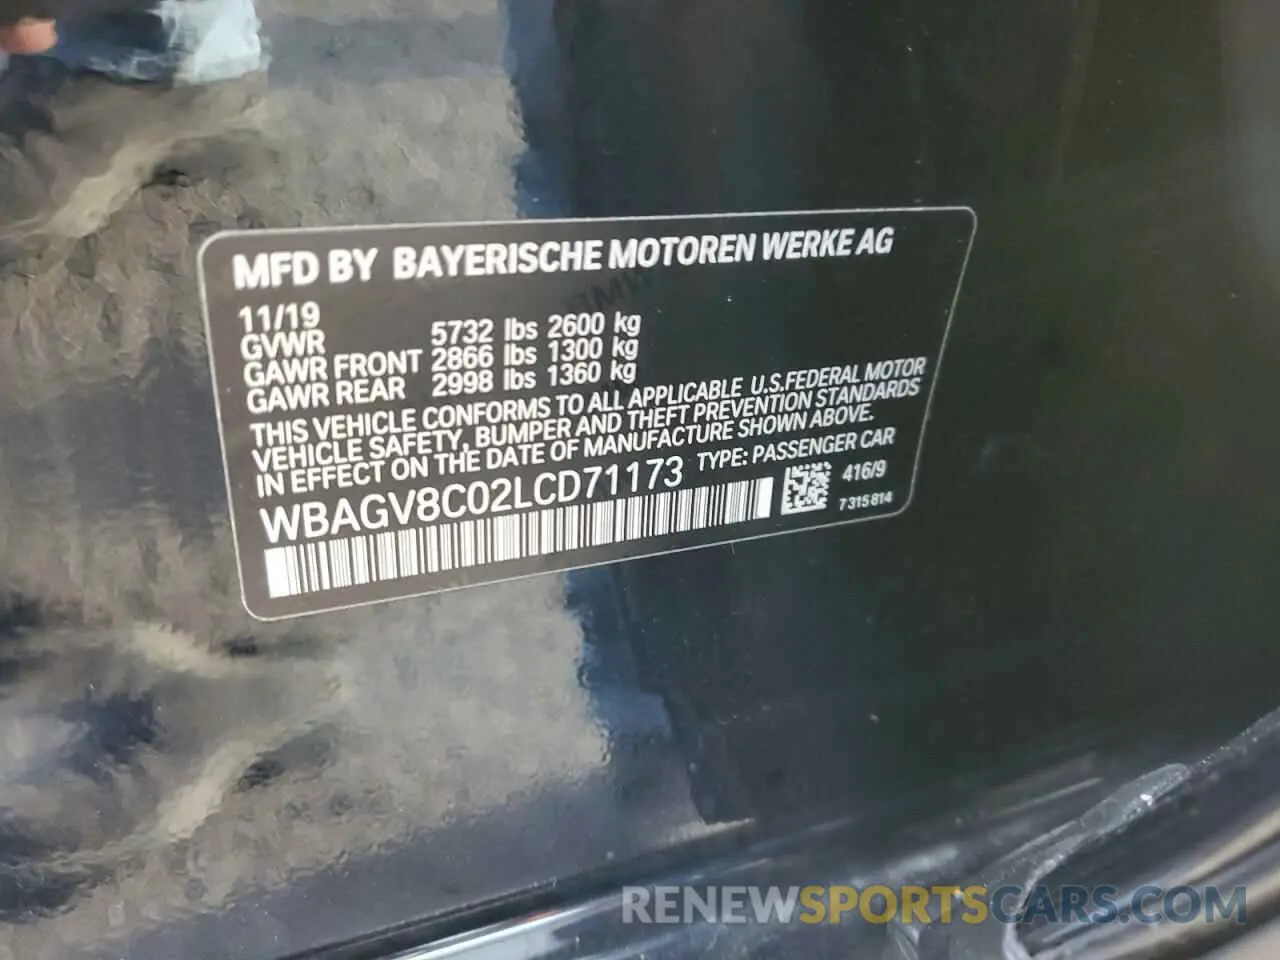 MFD BY BAYERISCHE MOTOREN WERKE AG
11/19
GVWR 5732 lbs 2600 kg
GAWR FRONT 2866 lbs 1300 kg
GAWR REAR 2998 lbs 1360 kg
THIS VEHICLE CONFORMS TO ALL APPLICABLE U.S.FEDERAL MOTOR
VEHICLE SAFETY, BUMPER AND THEFT PREVENTION STANDARDS
IN EFFECT ON THE DATE OF MANUFACTURE SHOWN ABOVE.
WBAGV8C02LCD71173 TYPE: PASSENGER CAR
416/9
7 315 814
RENEWSPORTSCARS.COM